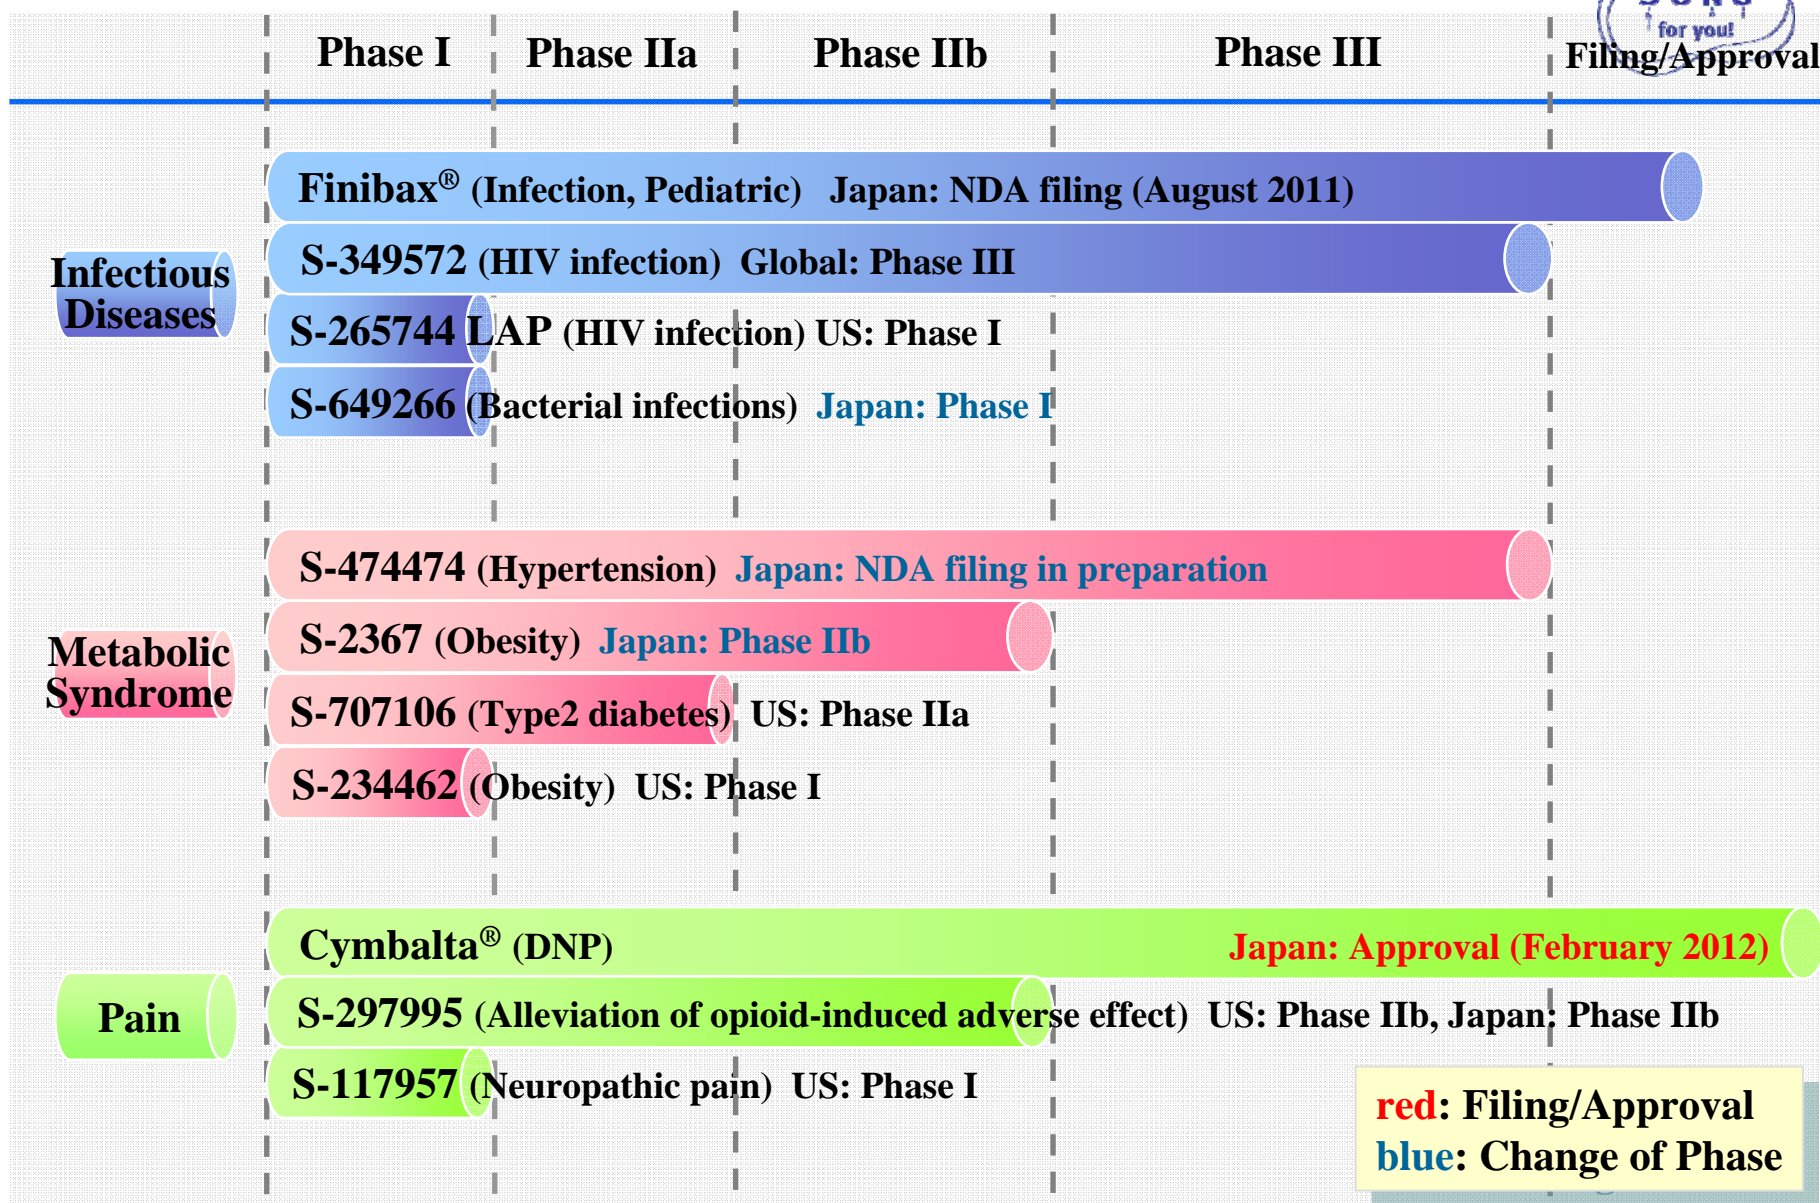 for you!
Phase I Phase IIa Phase IIb Phase III Filing/Approval
Infectious
Diseases
Finibax® (Infection, Pediatric) Japan: NDA filing (August 2011)
S-349572 (HIV infection) Global: Phase III
S-265744 LAP (HIV infection) US: Phase I
S-649266 (Bacterial infections) Japan: Phase I
Metabolic
Syndrome
S-474474 (Hypertension) Japan: NDA filing in preparation
S-2367 (Obesity) Japan: Phase IIb
S-707106 (Type2 diabetes) US: Phase IIa
S-234462 (Obesity) US: Phase I
Pain
Cymbalta® (DNP) Japan: Approval (February 2012)
S-297995 (Alleviation of opioid-induced adverse effect) US: Phase IIb, Japan: Phase IIb
S-117957 (Neuropathic pain) US: Phase I
red: Filing/Approval
blue: Change of Phase